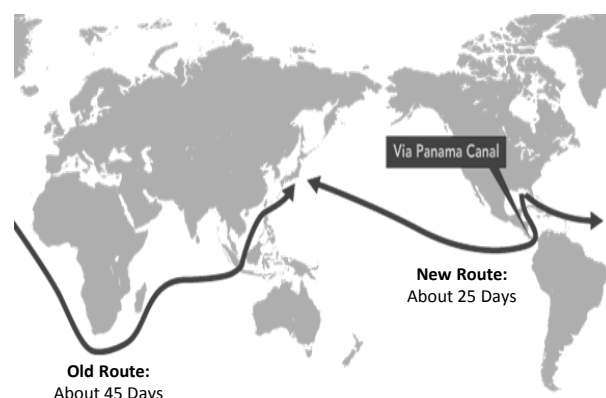 Via Panama Canal
New Route:
About 25 Days
Old Route:
About 45 Days